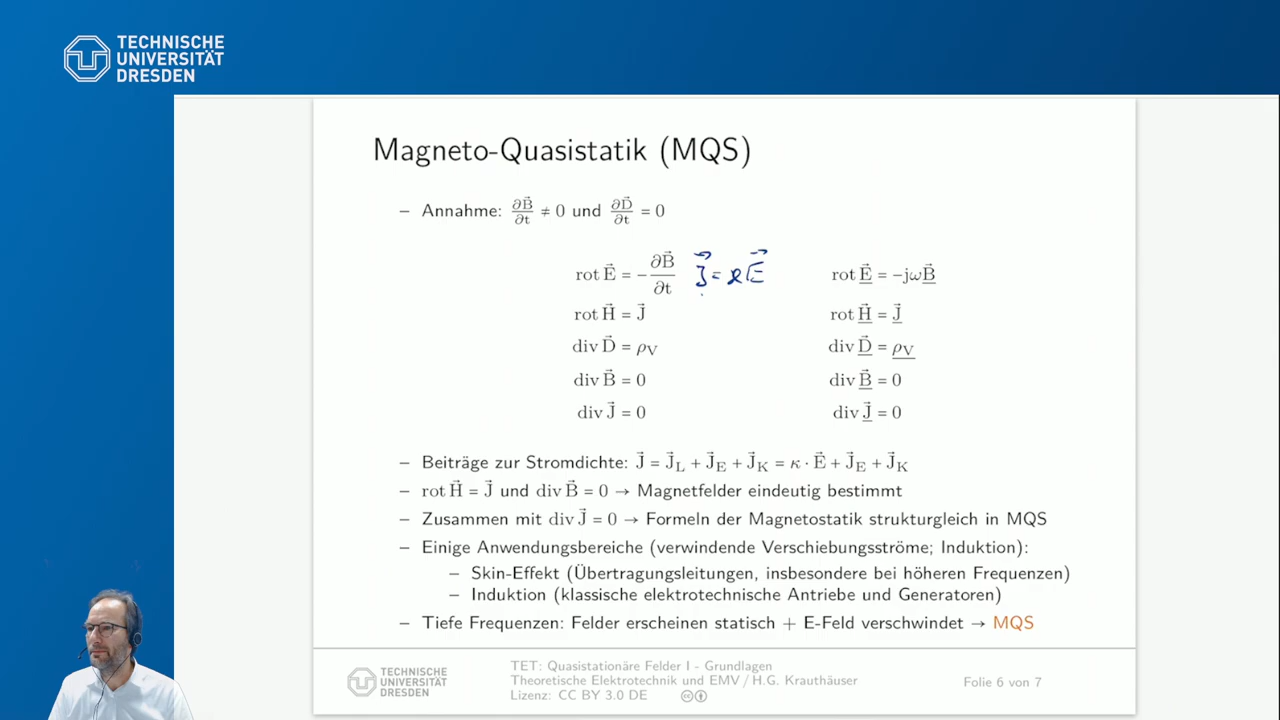 TECHNISCHE
UNIVERSITÄT
DRESDEN
Magneto-Quasistatik (MQS)
– Annahme: ∂B⃗/∂t ≠ 0 und ∂D⃗/∂t = 0
rot E⃗ = −∂B⃗/∂t J⃗ = ϰ E⃗ rot E̲⃗ = −jωB̲⃗
rot H⃗ = J⃗ rot H̲⃗ = J̲⃗
div D⃗ = ρV div D̲⃗ = ρ̲V̲
div B⃗ = 0 div B̲⃗ = 0
div J⃗ = 0 div J̲⃗ = 0
– Beiträge zur Stromdichte: J⃗ = J⃗L + J⃗E + J⃗K = κ · E⃗ + J⃗E + J⃗K
– rot H⃗ = J⃗ und div B⃗ = 0 → Magnetfelder eindeutig bestimmt
– Zusammen mit div J⃗ = 0 → Formeln der Magnetostatik strukturgleich in MQS
– Einige Anwendungsbereiche (verwindende Verschiebungsströme; Induktion):
– Skin-Effekt (Übertragungsleitungen, insbesondere bei höheren Frequenzen)
– Induktion (klassische elektrotechnische Antriebe und Generatoren)
– Tiefe Frequenzen: Felder erscheinen statisch + E-Feld verschwindet → MQS
TECHNISCHE
UNIVERSITÄT
DRESDEN
TET: Quasistationäre Felder I - Grundlagen
Theoretische Elektrotechnik und EMV / H.G. Krauthäuser
Lizenz: CC BY 3.0 DE
Folie 6 von 7